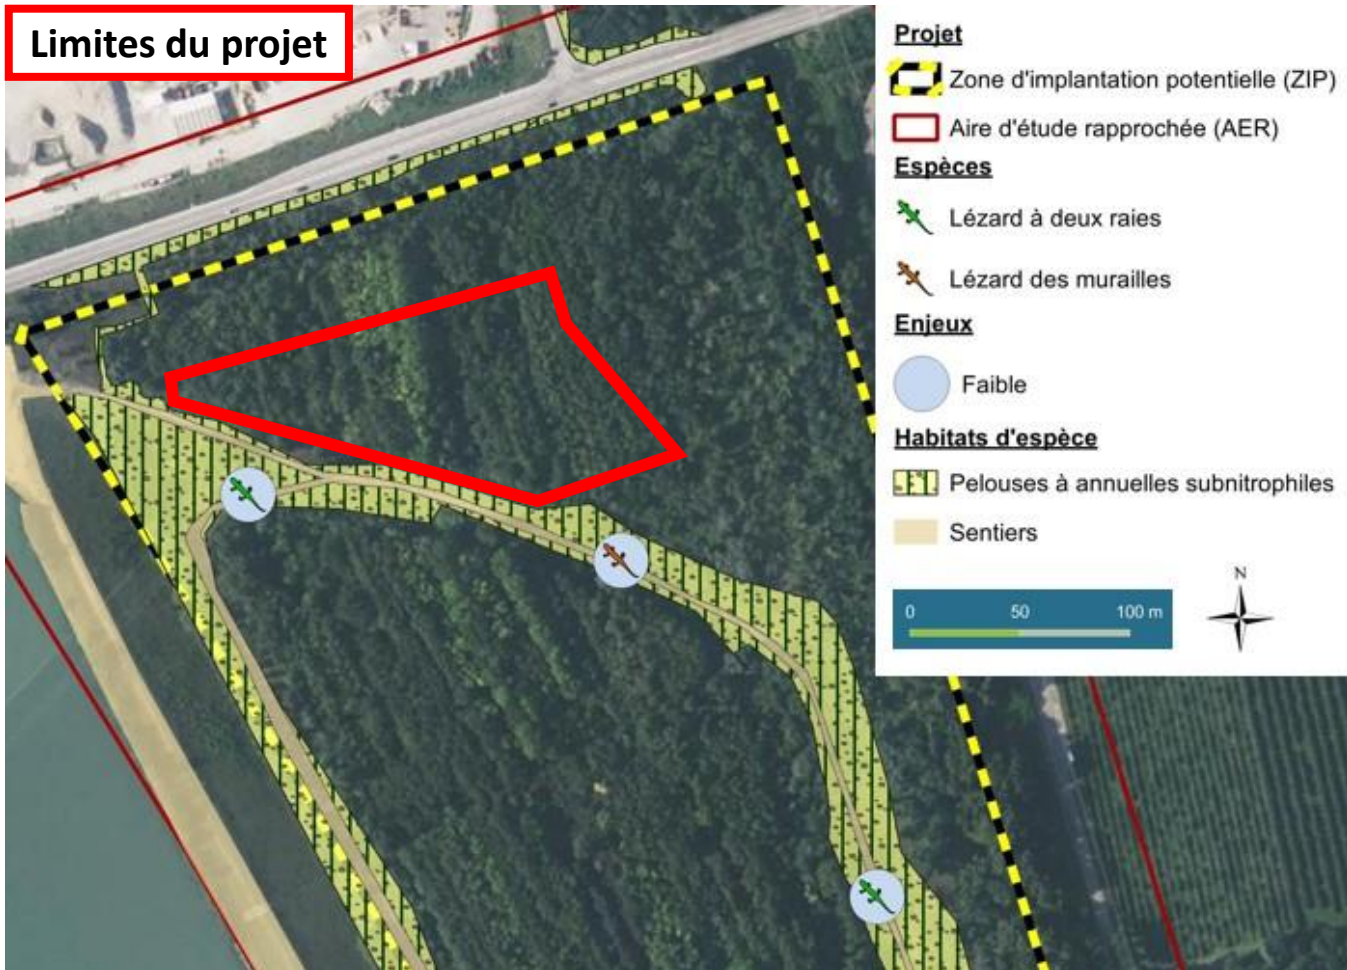 Limites du projet
Projet
Zone d'implantation potentielle (ZIP)
Aire d'étude rapprochée (AER)
Espèces
Lézard à deux raies
Lézard des murailles
Enjeux
Faible
Habitats d'espèce
Pelouses à annuelles subnitrophiles
Sentiers
N
0 50 100 m